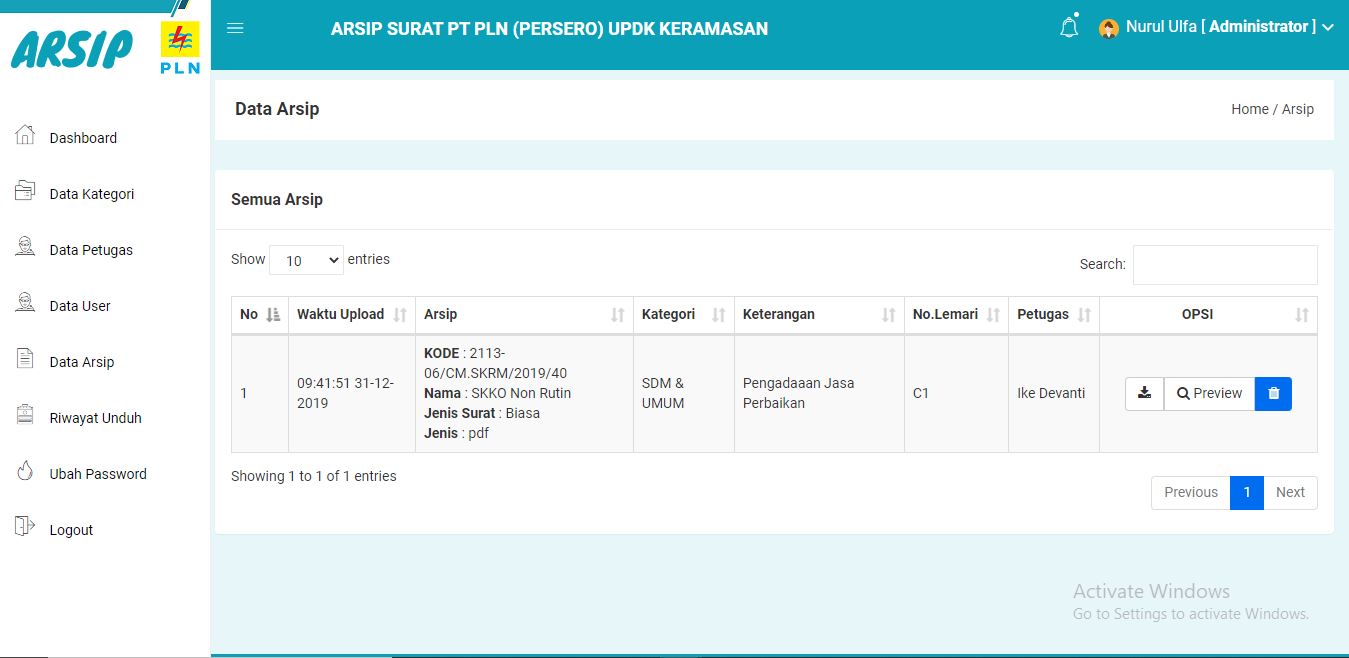 ARSIP
PLN
ARSIP SURAT PT PLN (PERSERO) UPDK KERAMASAN
Nurul Ulfa [ Administrator ]
Data Arsip
Home / Arsip
Dashboard
Data Kategori
Data Petugas
Data User
Data Arsip
Riwayat Unduh
Ubah Password
Logout
Semua Arsip
Show 10 entries
Search:
No Waktu Upload Arsip Kategori Keterangan No.Lemari Petugas OPSI
1
09:41:51 31-12-
2019
KODE : 2113-
06/CM.SKRM/2019/40
Nama : SKKO Non Rutin
Jenis Surat : Biasa
Jenis : pdf
SDM &
UMUM
Pengadaaan Jasa
Perbaikan
C1
Ike Devanti
Preview
Showing 1 to 1 of 1 entries
Previous 1 Next
Activate Windows
Go to Settings to activate Windows.